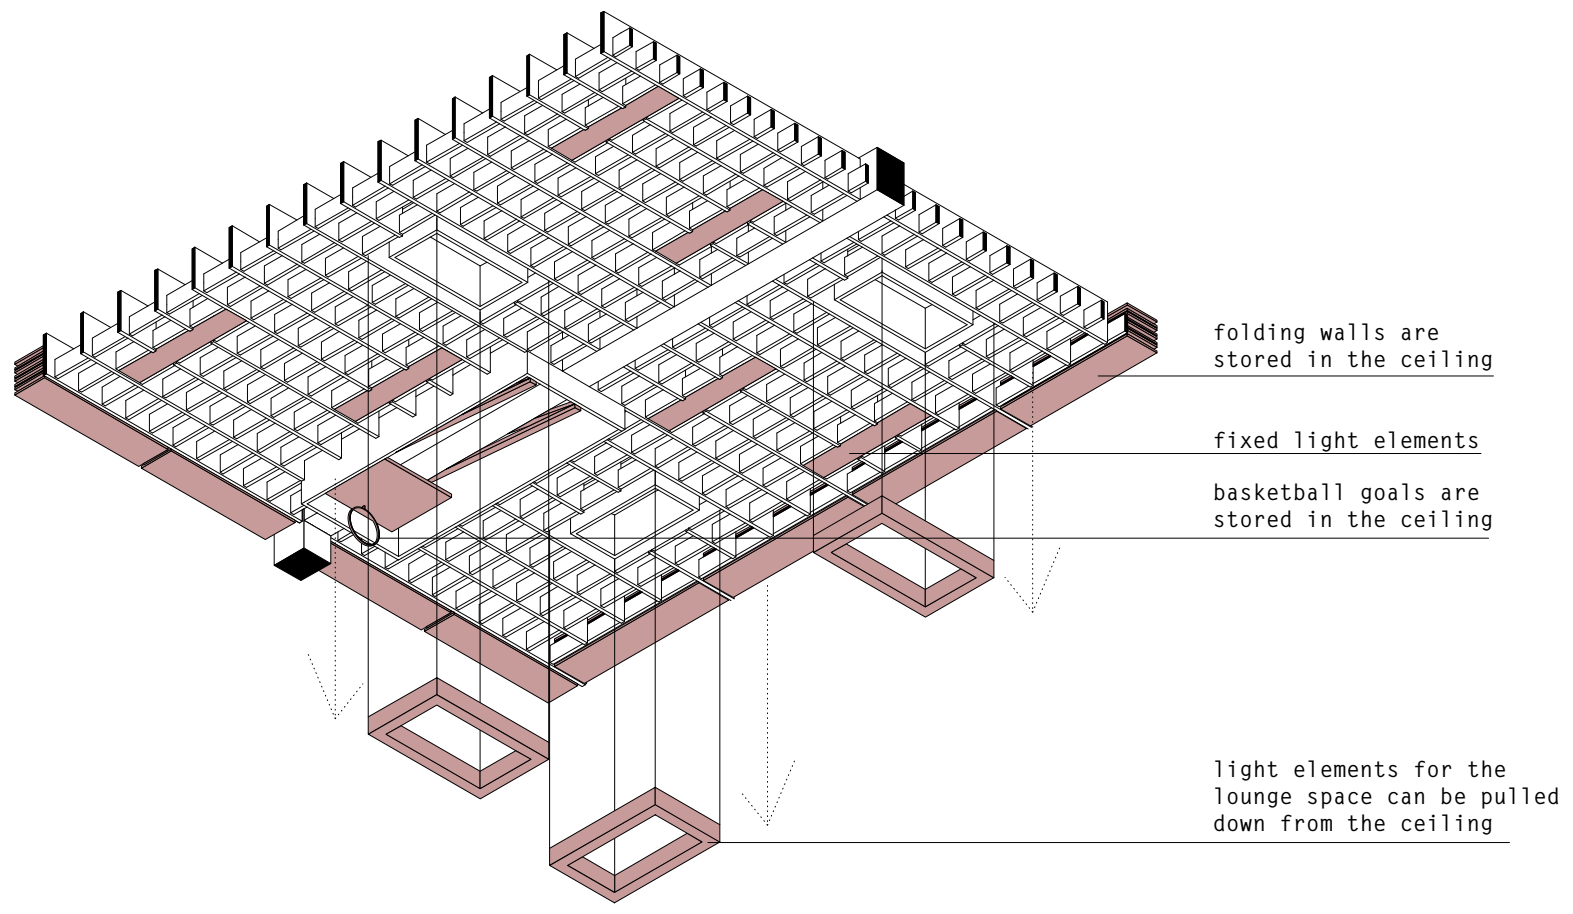 folding walls are
stored in the ceiling
fixed light elements
basketball goals are
stored in the ceiling
light elements for the
lounge space can be pulled
down from the ceiling